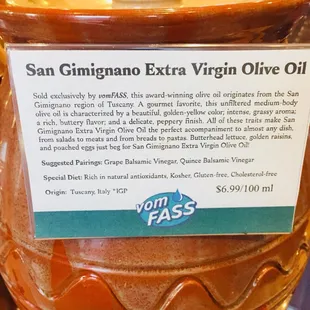 San Gimignano Extra Virgin Olive Oil
Sold exclusively by vomFASS, this award-winning olive oil originates from the San
Gimignano region of Tuscany. A gourmet favorite, this unfiltered medium-body
olive oil is characterized by a beautiful, golden-yellow color; intense, grassy aroma;
a rich, buttery flavor; and a delicate, peppery finish. All of these traits make San
Gimignano Extra Virgin Olive Oil the perfect accompaniment to almost any dish,
from salads to meats and from breads to pastas. Butterhead lettuce, golden raisins,
and poached eggs just beg for San Gimignano Extra Virgin Olive Oil!
Suggested Pairings: Grape Balsamic Vinegar, Quince Balsamic Vinegar
Special Diet: Rich in natural antioxidants, Kosher, Gluten-free, Cholesterol-free
Origin: Tuscany, Italy *IGP
$6.99/100 ml
vom
FASS